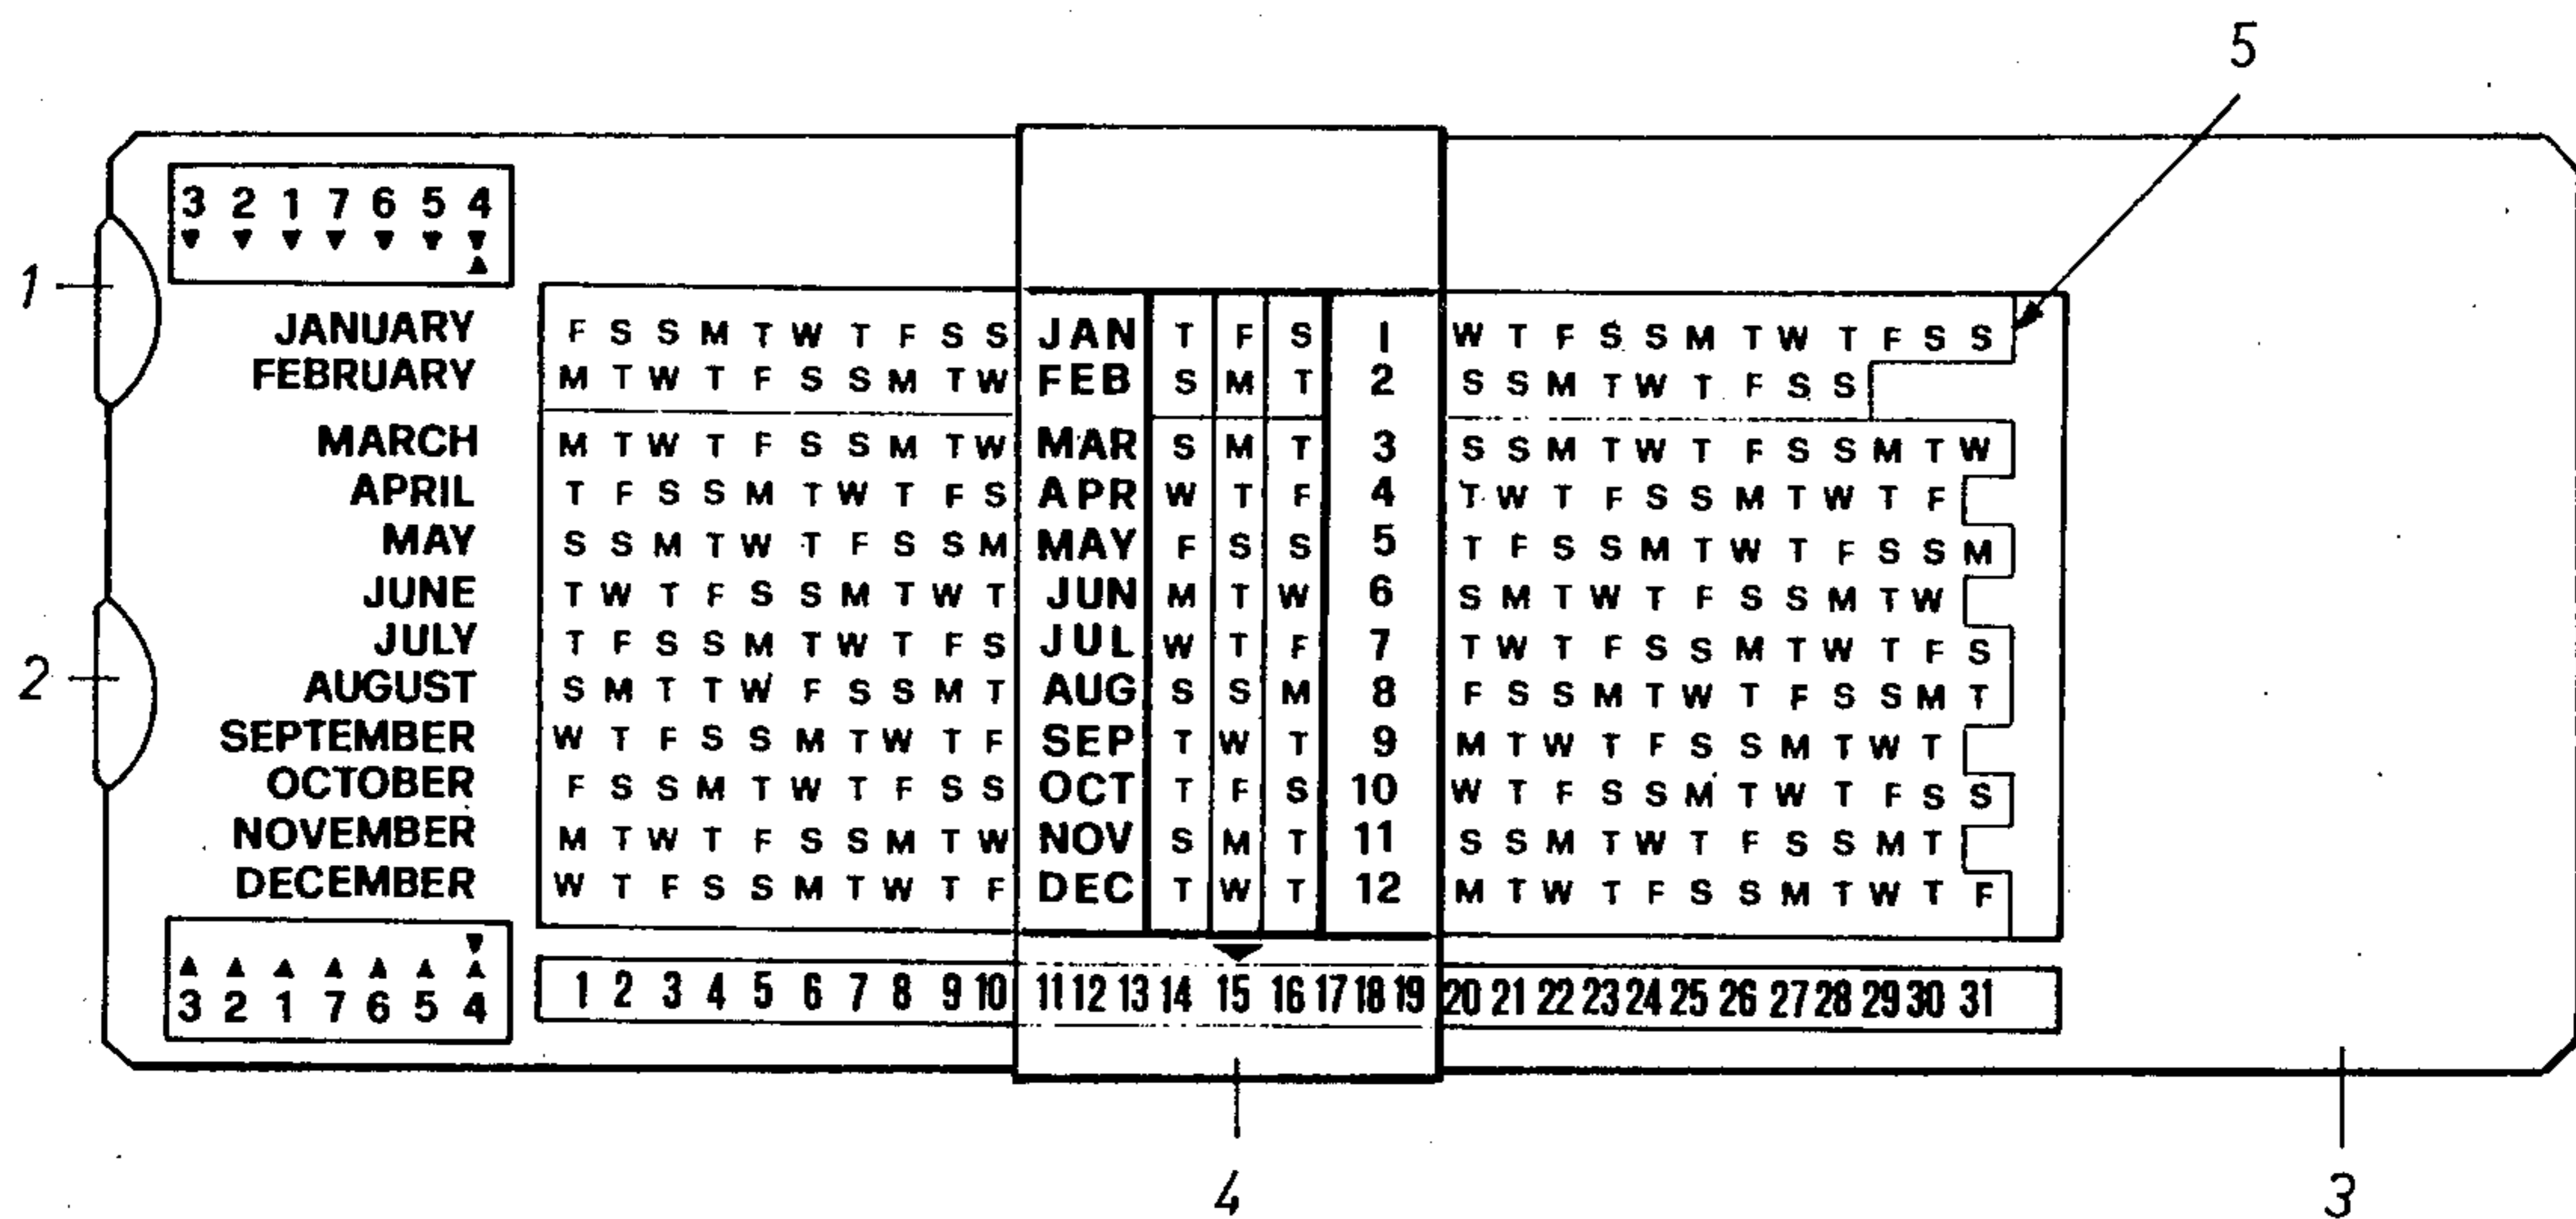 5
3 2 1 7 6 5 4
▼ ▼ ▼ ▼ ▼ ▼ ▼
▲
1
JANUARY F S S M T W T F S S JAN T F S 1 W T F S S M T W T F S S
FEBRUARY M T W T F S S M T W FEB S M T 2 S S M T W T F S S
MARCH M T W T F S S M T W MAR S M T 3 S S M T W T F S S M T W
APRIL T F S S M T W T F S APR W T F 4 T W T F S S M T W T F
MAY S S M T W T F S S M MAY F S S 5 T F S S M T W T F S S M
JUNE T W T F S S M T W T JUN M T W 6 S M T W T F S S M T W
JULY T F S S M T W T F S JUL W T F 7 T W T F S S M T W T F S
2
AUGUST S M T T W F S S M T AUG S S M 8 F S S M T W T F S S M T
SEPTEMBER W T F S S M T W T F SEP T W T 9 M T W T F S S M T W T
OCTOBER F S S M T W T F S S OCT T F S 10 W T F S S M T W T F S S
NOVEMBER M T W T F S S M T W NOV S M T 11 S S M T W T F S S M T
DECEMBER W T F S S M T W T F DEC T W T 12 M T W T F S S M T W T F
▼
▲ ▲ ▲ ▲ ▲ ▲ ▲
3 2 1 7 6 5 4
▼
1 2 3 4 5 6 7 8 9 10 11 12 13 14 15 16 17 18 19 20 21 22 23 24 25 26 27 28 29 30 31
4
3